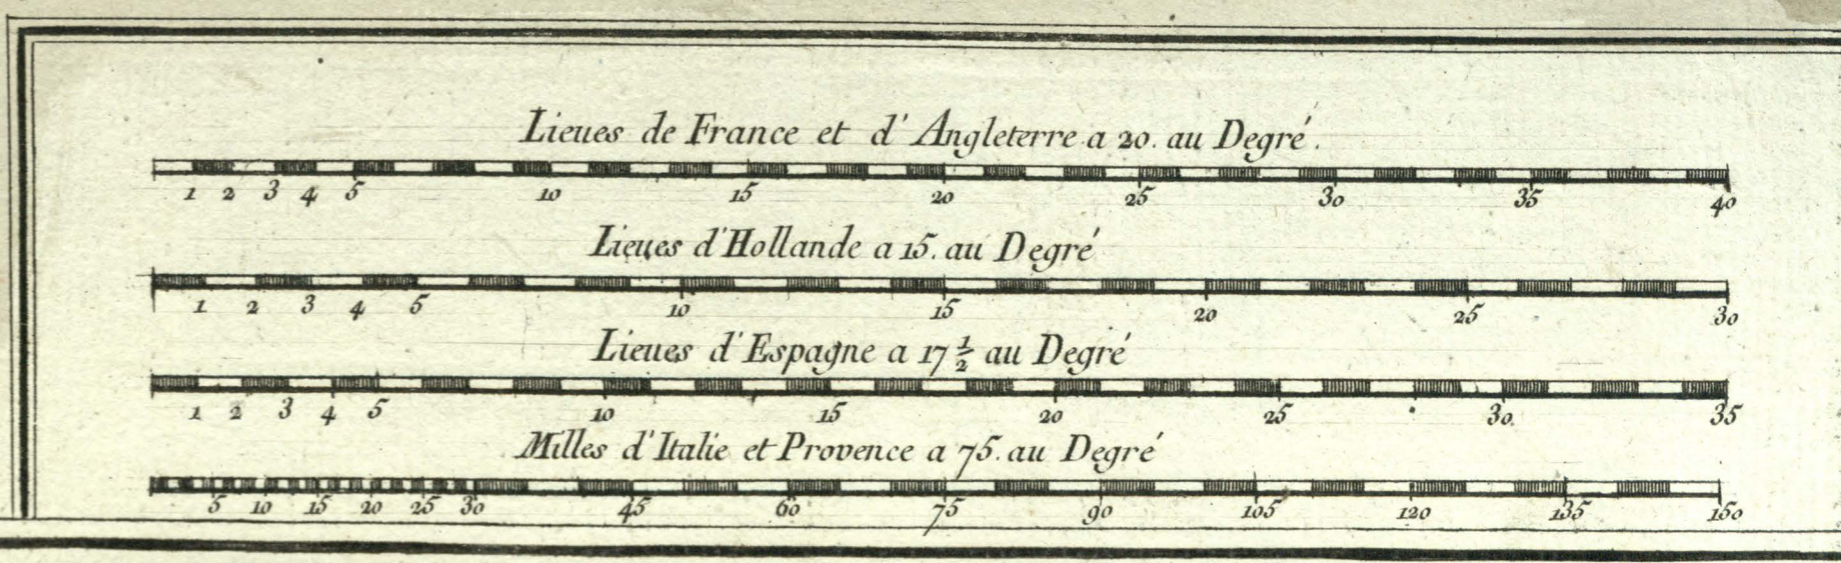 Lieues de France et d'Angleterre a 20. au Degré.
1 2 3 4 5 10 15 20 25 30 35 40
Lieues d'Hollande a 15. au Degré
1 2 3 4 5 10 15 20 25 30
Lieues d'Espagne a 17 1/2 au Degré
1 2 3 4 5 10 15 20 25 30 35
Milles d'Italie et Provence a 75. au Degré
5 10 15 20 25 30 45 60 75 90 105 120 135 150